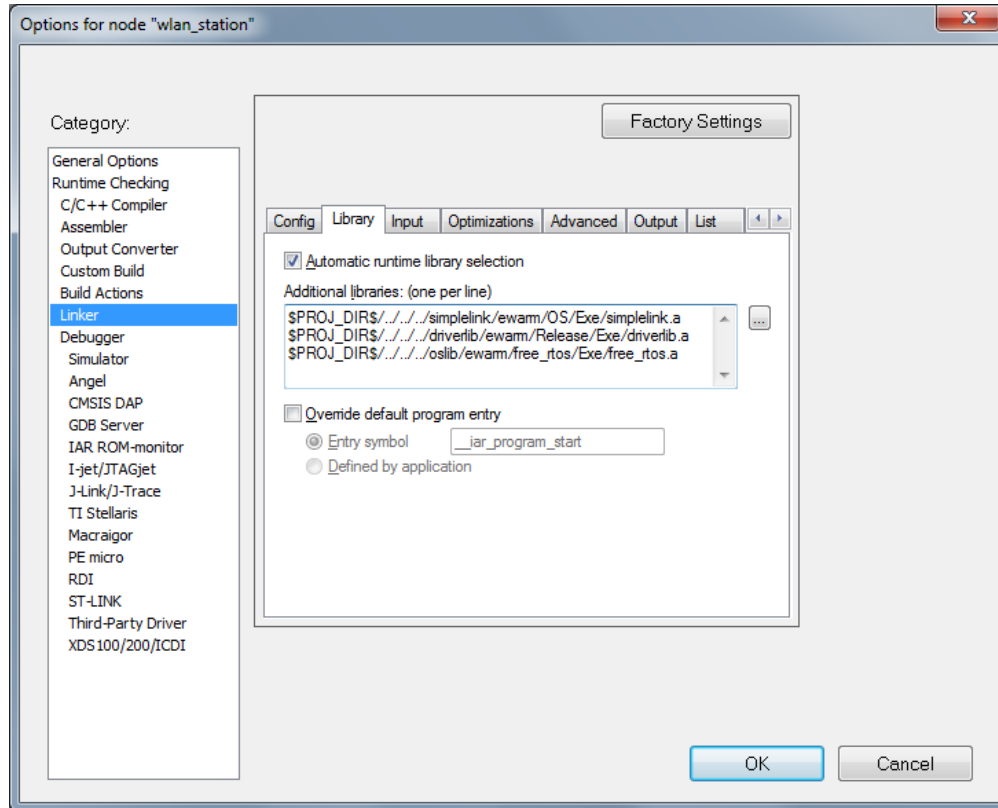 Options for node "wlan_station"
Category:
Factory Settings
General Options
Runtime Checking
C/C++ Compiler
Assembler
Output Converter
Custom Build
Build Actions
Linker
Debugger
Simulator
Angel
CMSIS DAP
GDB Server
IAR ROM-monitor
I-jet/JTAGjet
J-Link/J-Trace
TI Stellaris
Macraigor
PE micro
RDI
ST-LINK
Third-Party Driver
XDS100/200/ICDI
Config Library Input Optimizations Advanced Output List
Automatic runtime library selection
Additional libraries: (one per line)
$PROJ_DIR$/../../../simplelink/ewarm/OS/Exe/simplelink.a
$PROJ_DIR$/../../../driverlib/ewarm/Release/Exe/driverlib.a
$PROJ_DIR$/../../../oslib/ewarm/free_rtos/Exe/free_rtos.a
...
Override default program entry
Entry symbol __iar_program_start
Defined by application
OK Cancel